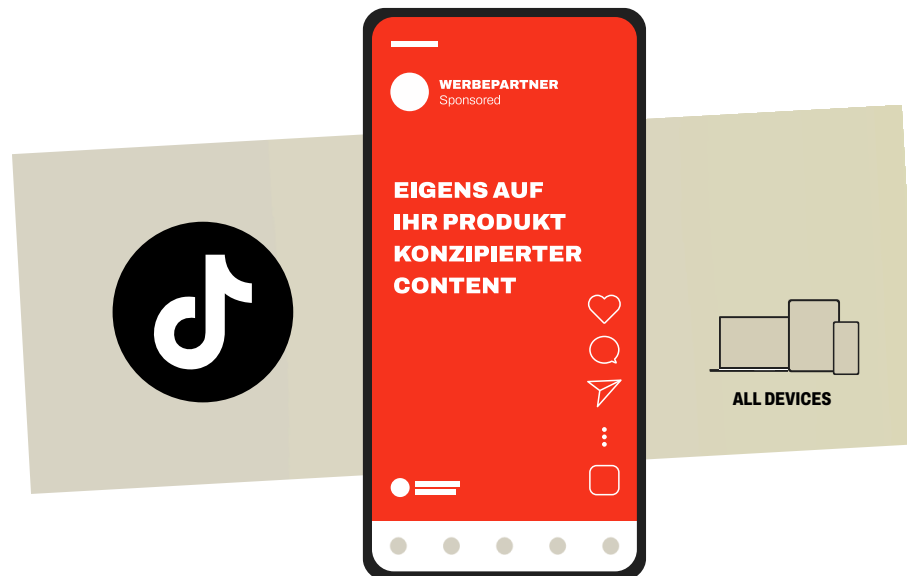 WERBEPARTNER
Sponsored
EIGENS AUF
IHR PRODUKT
KONZIPIERTER
CONTENT
ALL DEVICES